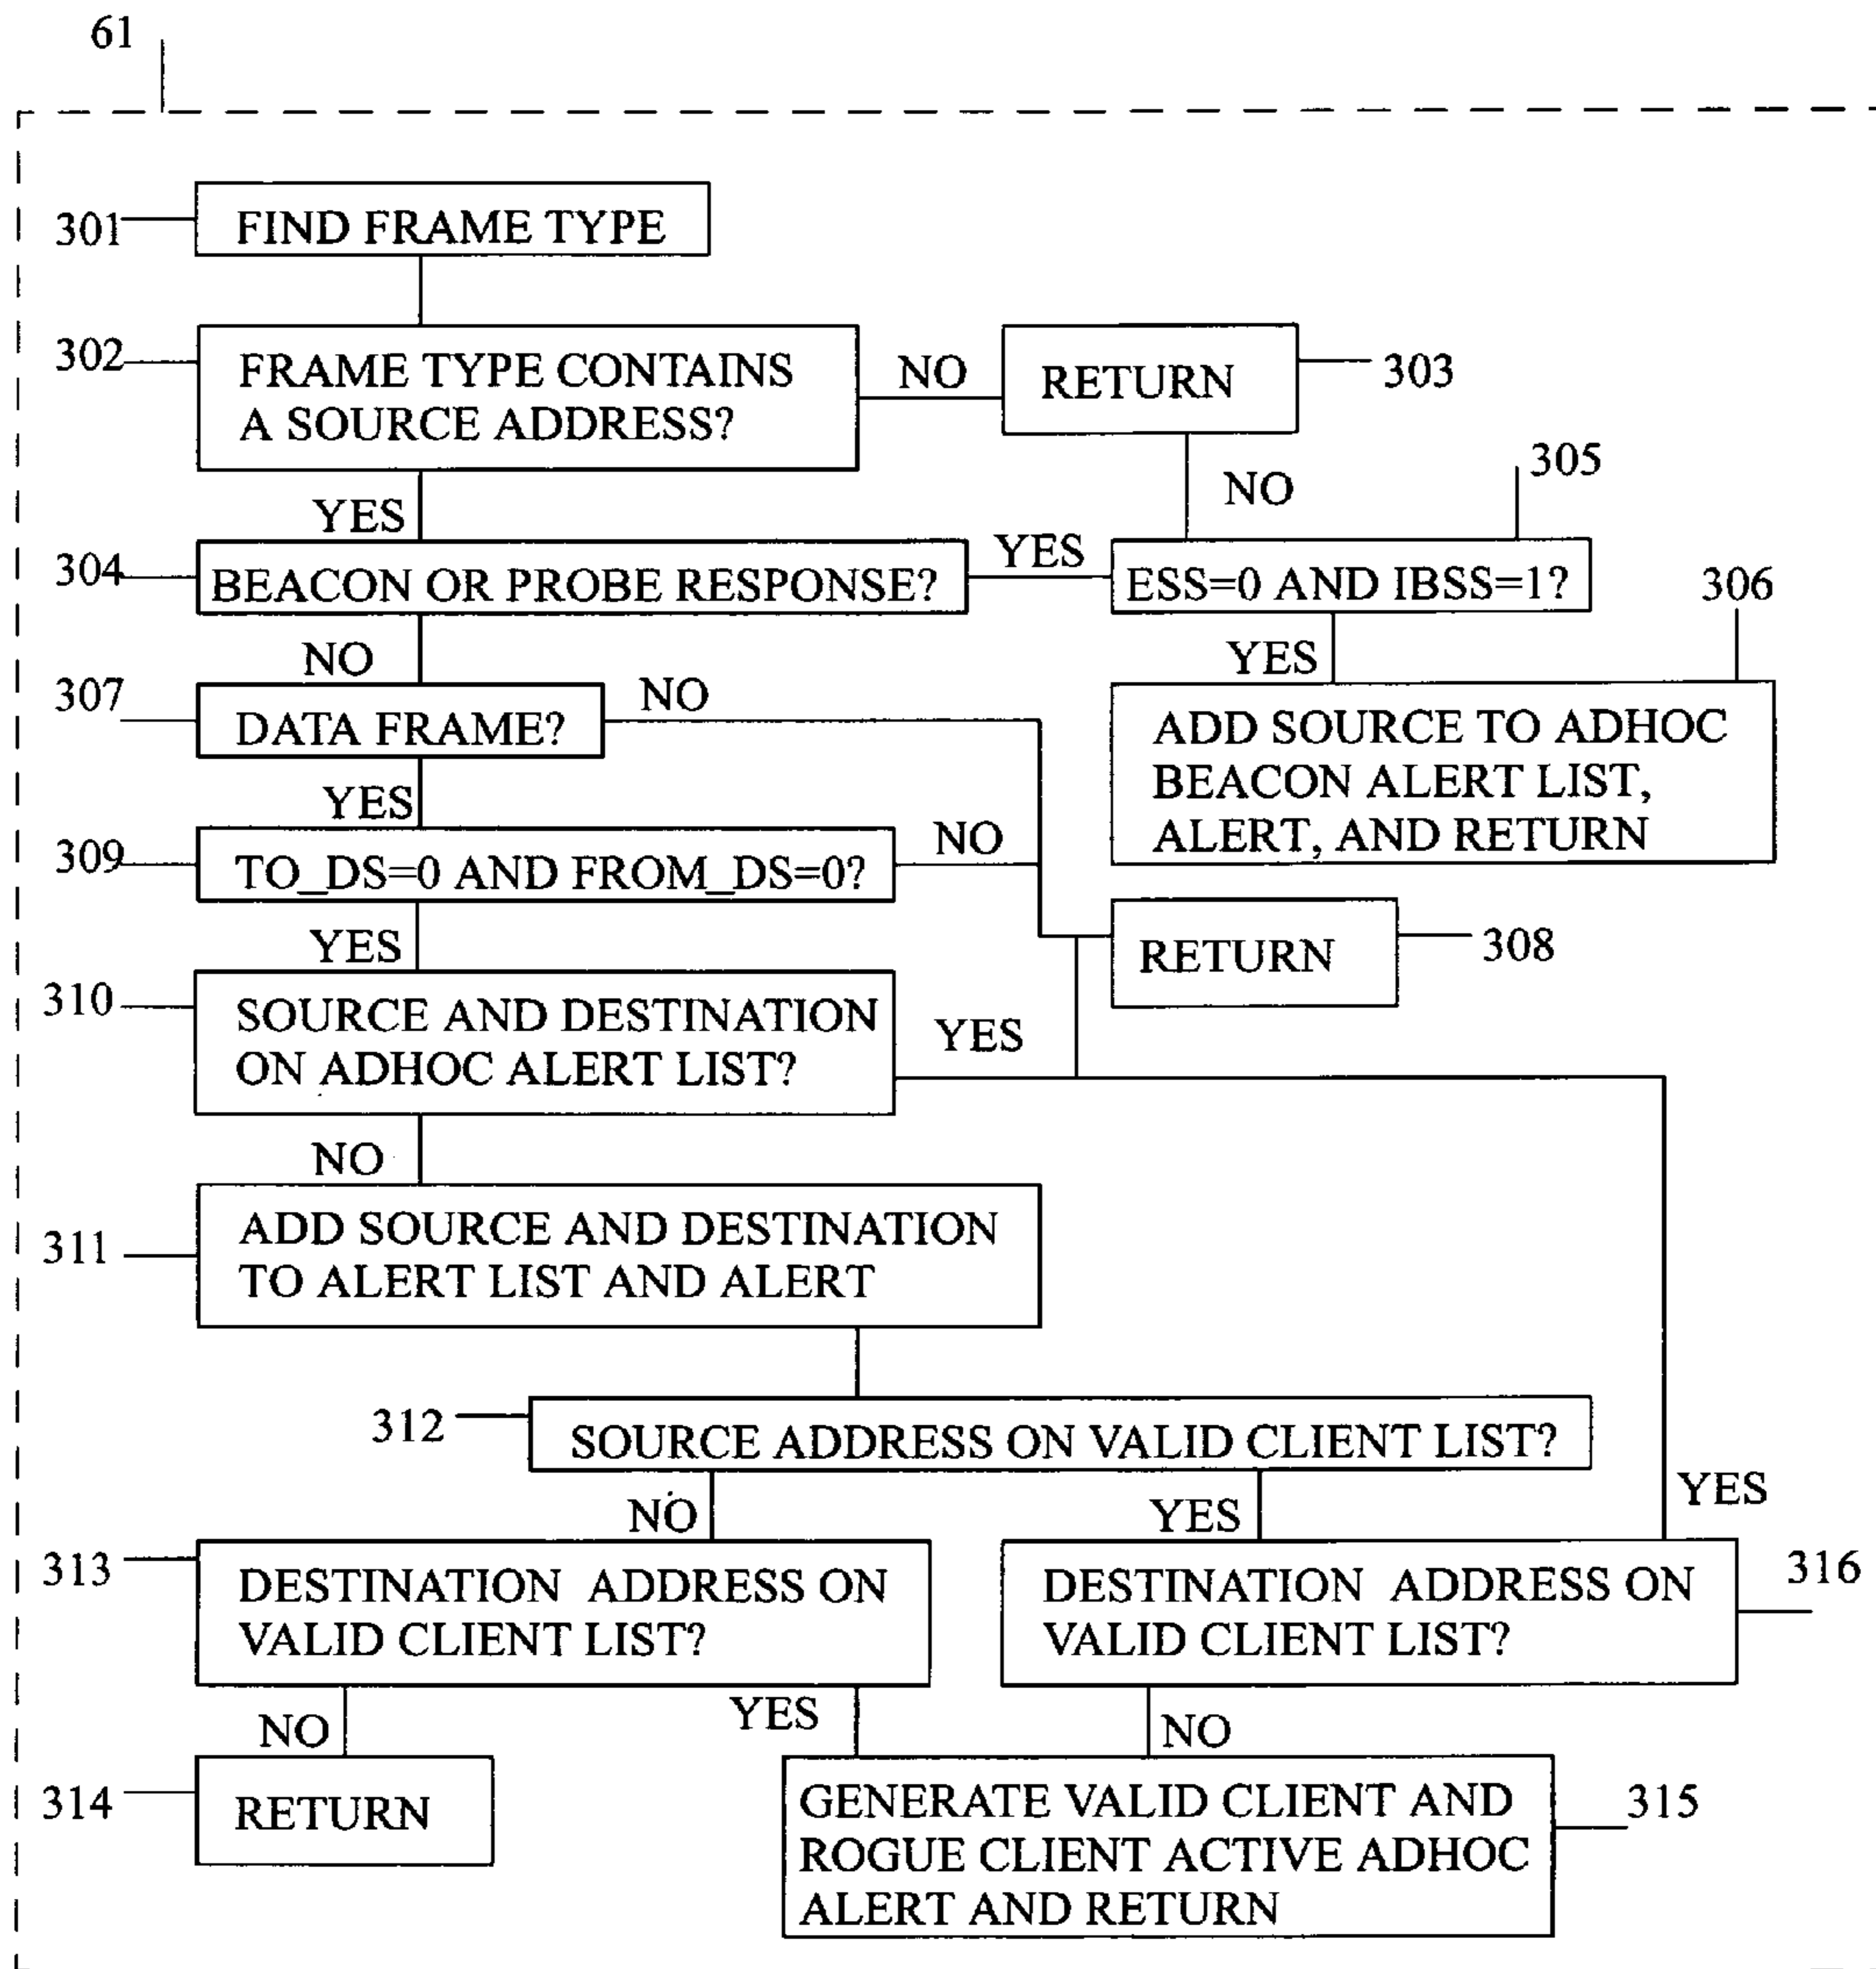 61
301
FIND FRAME TYPE
302
FRAME TYPE CONTAINS
A SOURCE ADDRESS?
NO
RETURN
303
YES
NO
305
304
BEACON OR PROBE RESPONSE?
YES
ESS=0 AND IBSS=1?
306
NO
YES
307
DATA FRAME?
NO
ADD SOURCE TO ADHOC
BEACON ALERT LIST,
ALERT, AND RETURN
YES
309
TO_DS=0 AND FROM_DS=0?
NO
YES
RETURN
308
310
SOURCE AND DESTINATION
ON ADHOC ALERT LIST?
YES
NO
311
ADD SOURCE AND DESTINATION
TO ALERT LIST AND ALERT
312
SOURCE ADDRESS ON VALID CLIENT LIST?
NO
YES
YES
313
DESTINATION ADDRESS ON
VALID CLIENT LIST?
DESTINATION ADDRESS ON
VALID CLIENT LIST?
316
NO
YES
NO
314
RETURN
GENERATE VALID CLIENT AND
ROGUE CLIENT ACTIVE ADHOC
ALERT AND RETURN
315